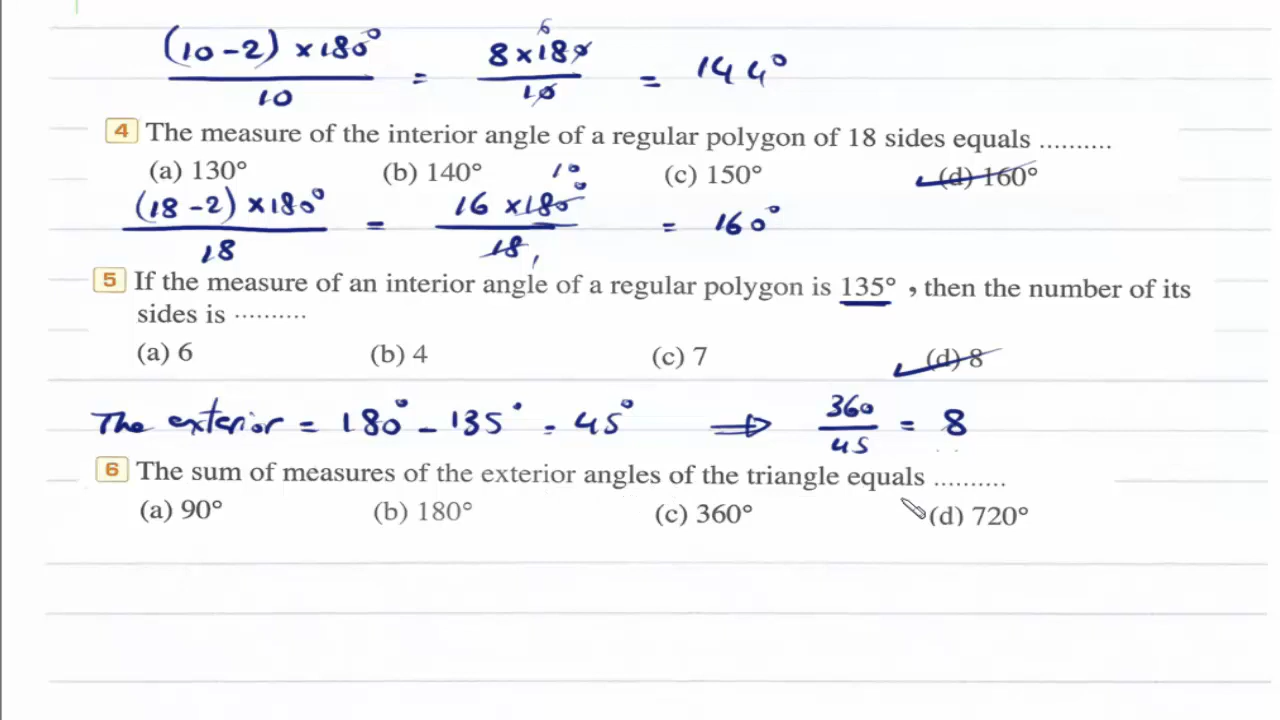 (10-2) ×180° / 10 = 8×180 / 10 = 144°
4 The measure of the interior angle of a regular polygon of 18 sides equals ..........
(a) 130° (b) 140° (c) 150° (d) 160°
(18-2) ×180° / 18 = 16 ×180° / 18 = 160°
10
1
5 If the measure of an interior angle of a regular polygon is 135° , then the number of its
sides is ..........
(a) 6 (b) 4 (c) 7 (d) 8
The exterior = 180° - 135° = 45° ⇒ 360 / 45 = 8
6 The sum of measures of the exterior angles of the triangle equals ..........
(a) 90° (b) 180° (c) 360° (d) 720°